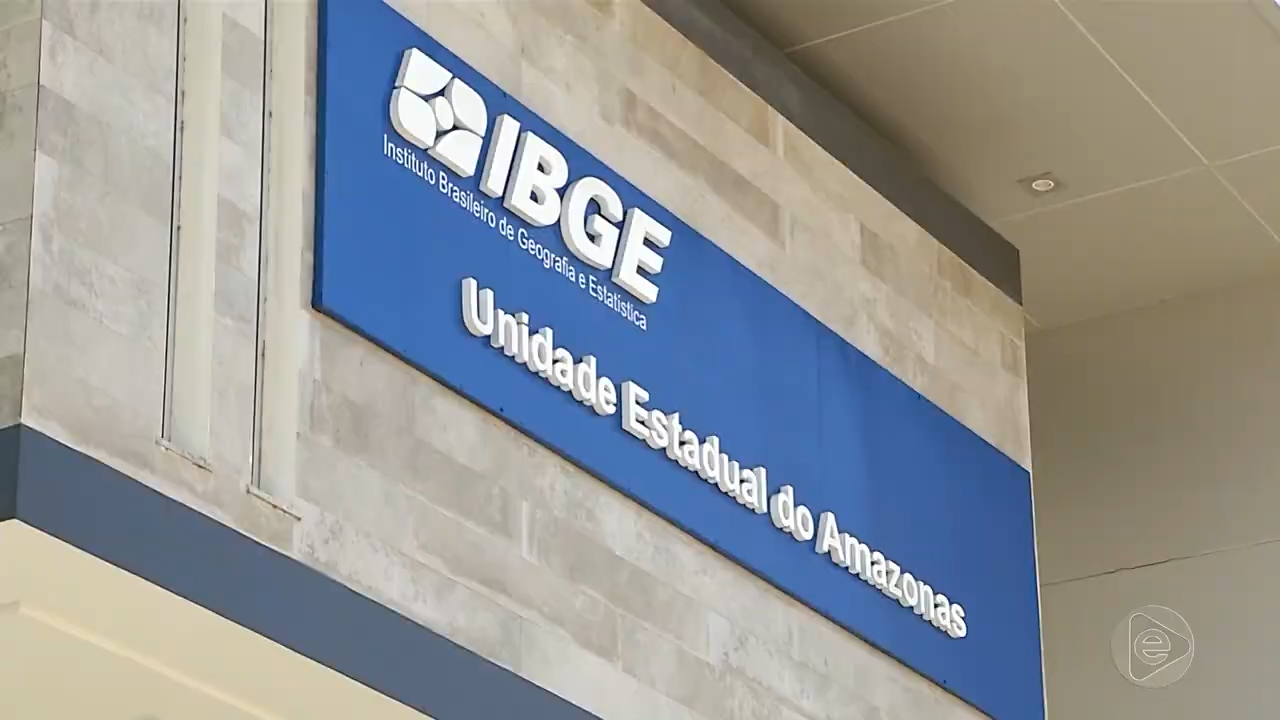 IBGE
Instituto Brasileiro de Geografia e Estatística
Unidade Estadual do Amazonas
e